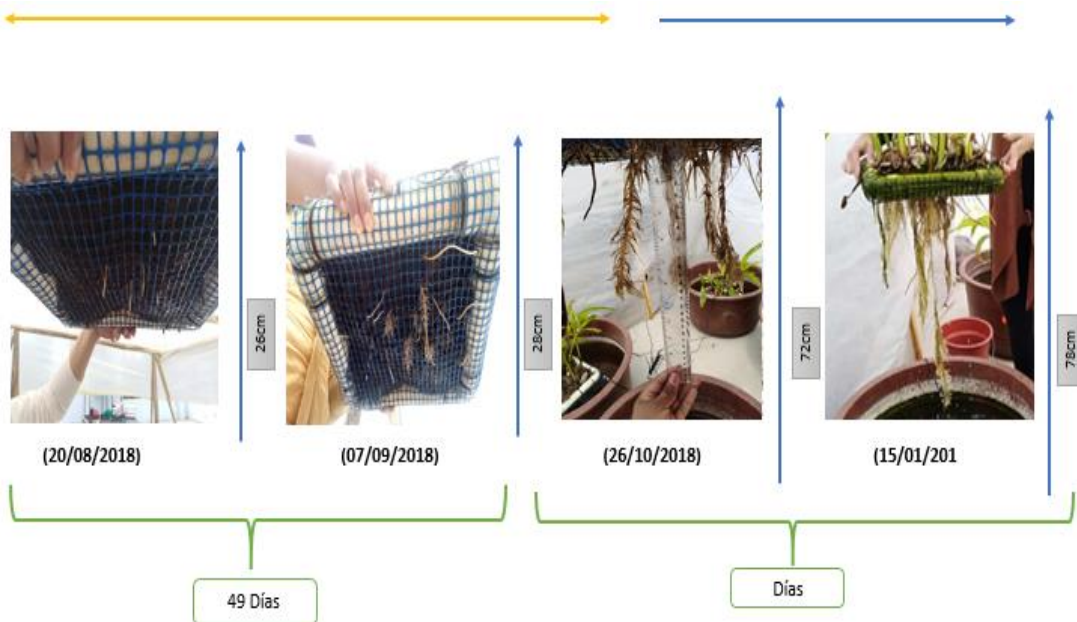 26cm
28cm
72cm
78cm
(20/08/2018)
(07/09/2018)
(26/10/2018)
(15/01/201
49 Días
Días